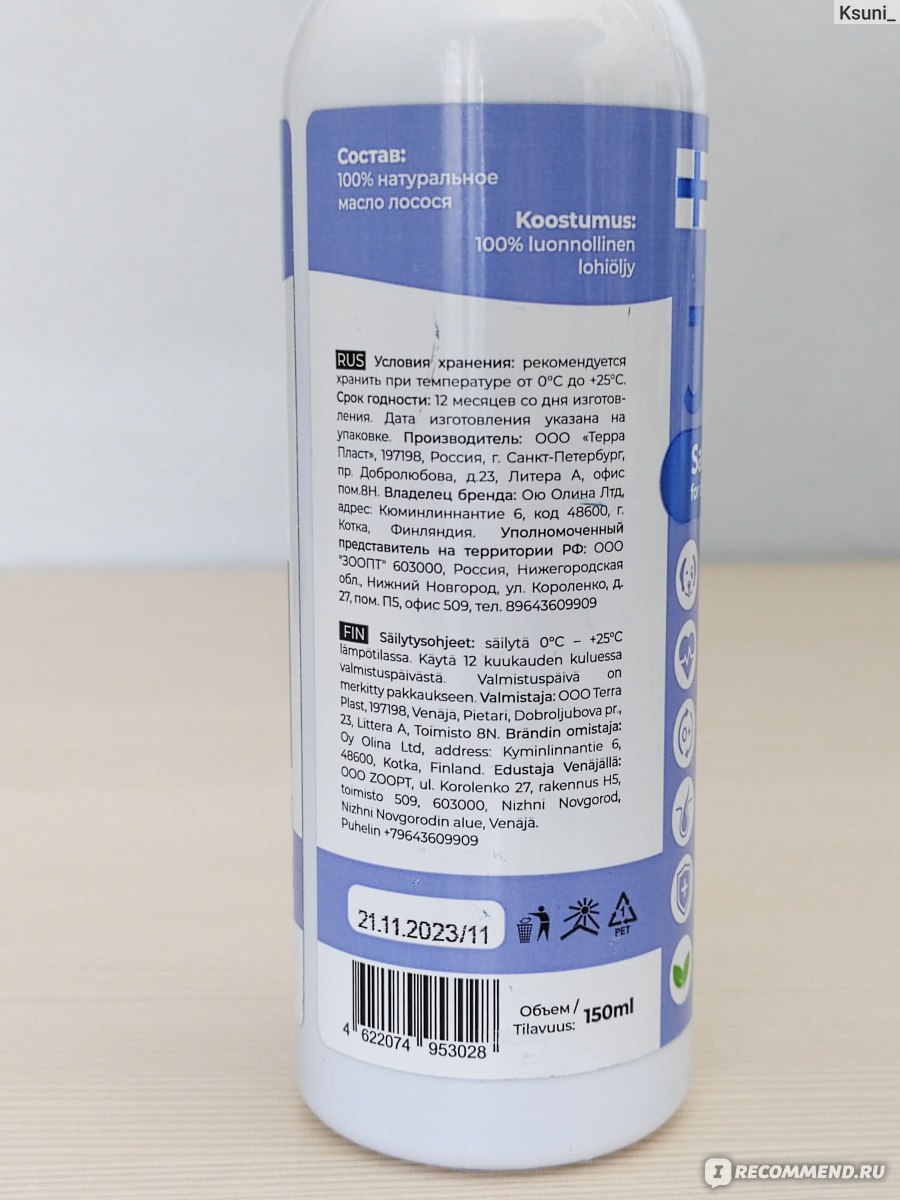 Ksuni_
Состав:
100% натуральное
масло лосося
Koostumus:
100% luonnollinen
lohiöljy
RUS Условия хранения: рекомендуется
хранить при температуре от 0°С до +25°С.
Срок годности: 12 месяцев со дня изготов-
ления. Дата изготовления указана на
упаковке. Производитель: ООО «Терра
Пласт», 197198, Россия, г. Санкт-Петербург,
пр. Добролюбова, д.23, Литера А, офис
пом.8Н. Владелец бренда: Ою Олина Лтд,
адрес: Кюминлиннантие 6, код 48600, г.
Котка, Финляндия. Уполномоченный
представитель на территории РФ: ООО
"ЗООПТ" 603000, Россия, Нижегородская
обл., Нижний Новгород, ул. Короленко, д.
27, пом. П5, офис 509, тел. 89643609909
FIN Säilytysohjeet: säilytä 0°C – +25°C
lämpötilassa. Käytä 12 kuukauden kuluessa
valmistuspäivästä. Valmistuspäivä on
merkitty pakkaukseen. Valmistaja: OOO Terra
Plast, 197198, Venäjä, Pietari, Dobroljubova pr.,
23, Littera A, Toimisto 8N. Brändin omistaja:
Oy Olina Ltd, address: Kyminlinnantie 6,
48600, Kotka, Finland. Edustaja Venäjällä:
OOO ZOOPT, ul. Korolenko 27, rakennus H5,
toimisto 509, 603000, Nizhni Novgorod,
Nizhni Novgorodin alue, Venäjä.
Puhelin +79643609909
21.11.2023/11
1
PET
Объем /
Tilavuus: 150ml
4 622074 953028
I RECOMMEND.RU